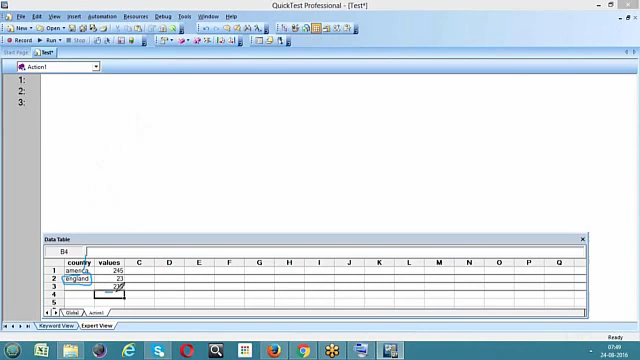 QuickTest Professional - [Test*]
File Edit View Insert Automation Resources Debug Tools Window Help
New Open
Record Run Stop
Start Page Test*
Action1
1:
2:
3:
Data Table
B4
country values C D E F G H I J K L M N O P Q
1 america 245
2 england 23
3
4
5
Global Action1
Keyword View Expert View
Ready
07:49
24-08-2016